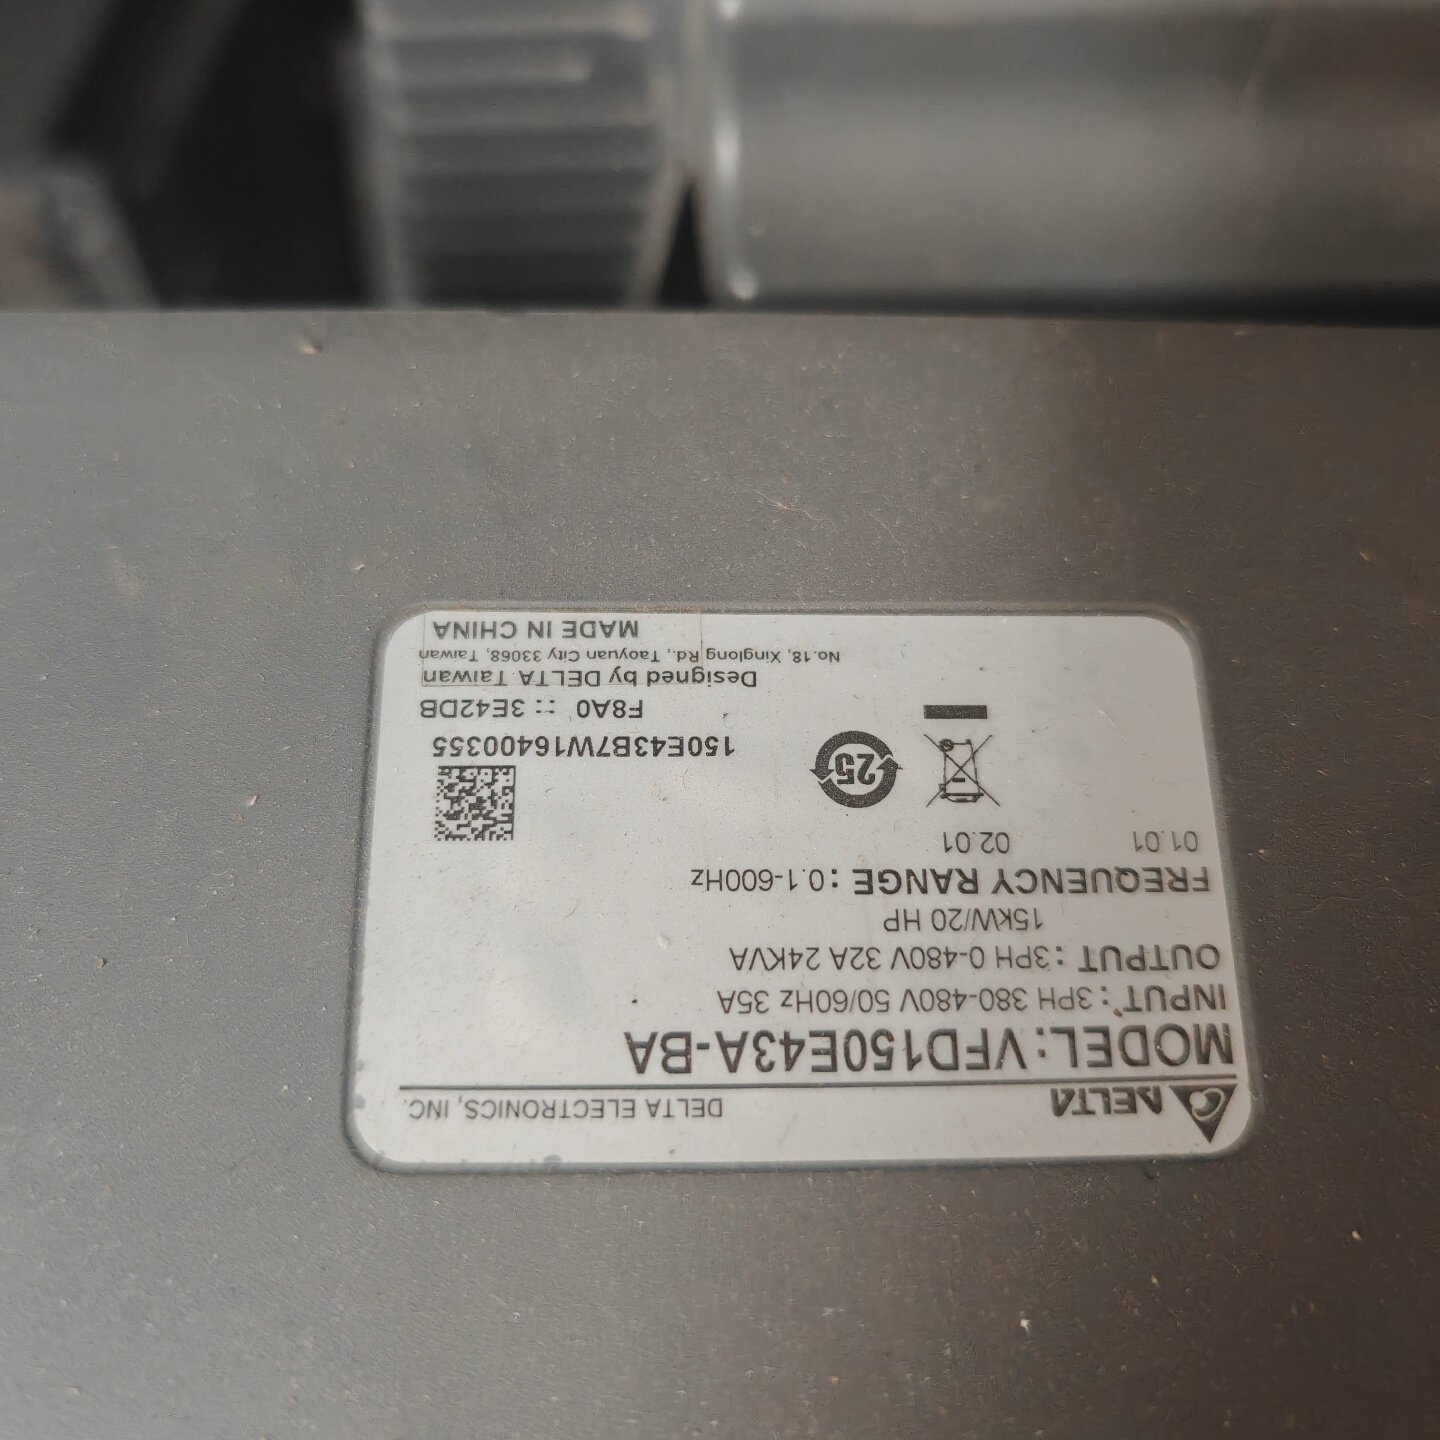 DELTA DELTA ELECTRONICS, INC.
MODEL: VFD150E43A-BA
INPUT : 3PH 380-480V 50/60Hz 35A
OUTPUT : 3PH 0-480V 32A 24KVA
15kW/20 HP
FREQUENCY RANGE : 0.1-600Hz
01.01 02.01
25
150E43B7W16400355
F8A0 :: 3E42DB
Designed by DELTA Taiwan
No.18, Xinglong Rd., Taoyuan City 33068, Taiwan
MADE IN CHINA